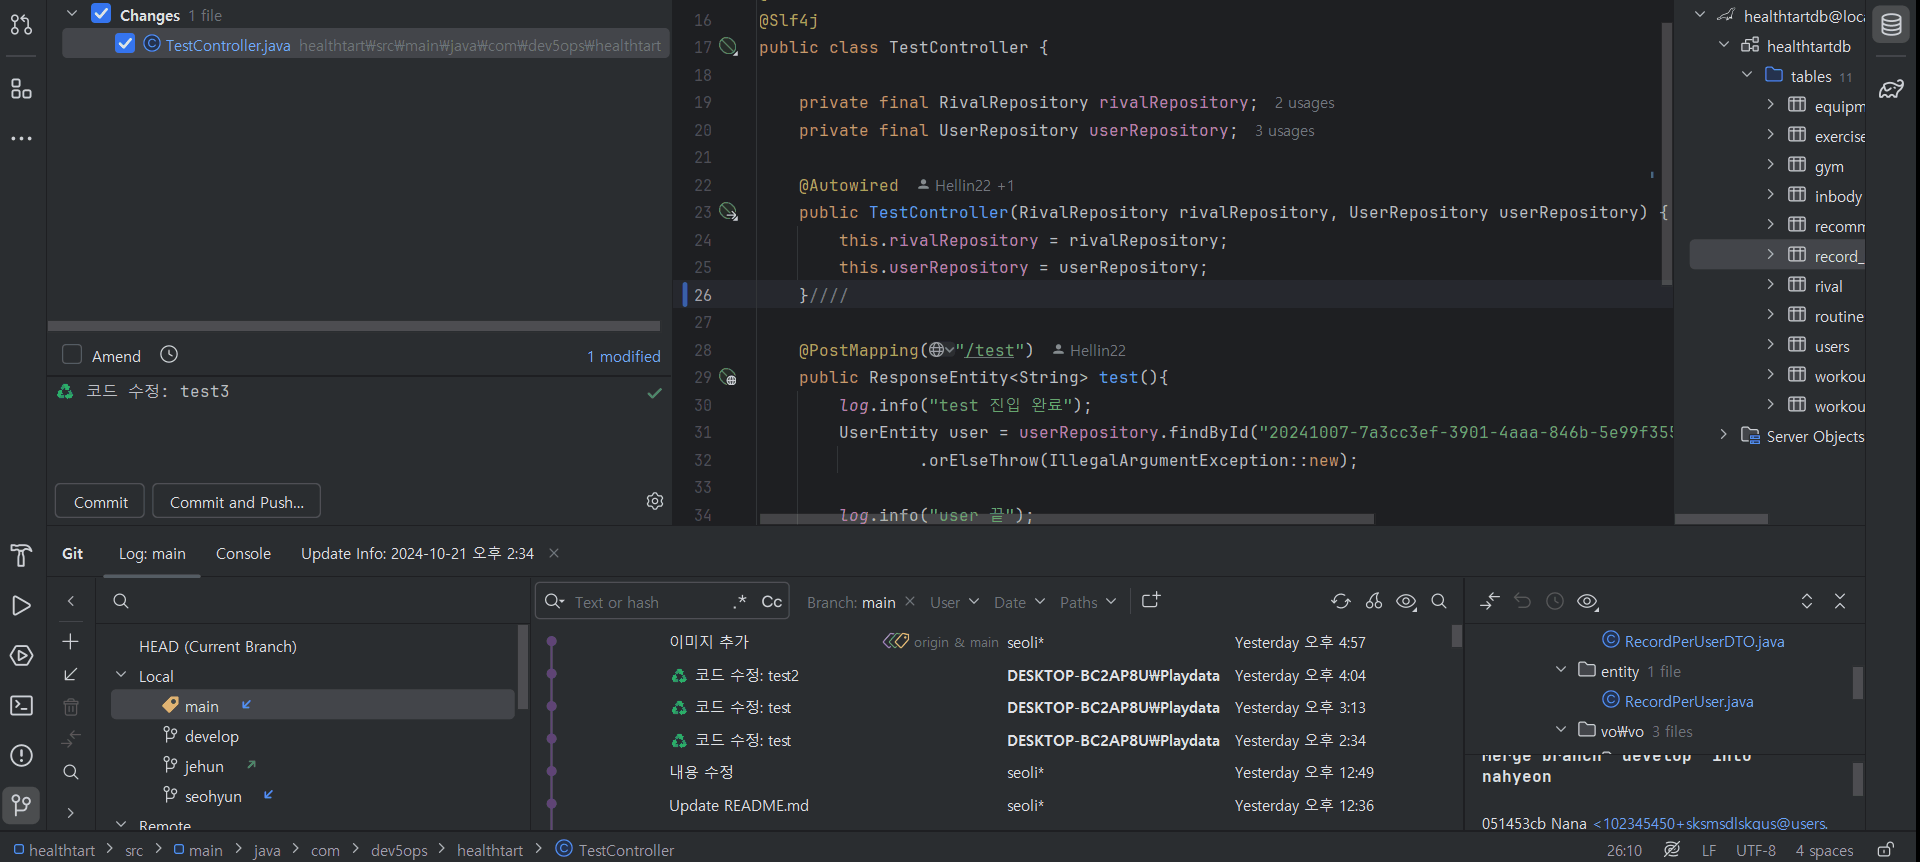 Changes 1 file
TestController.java healthtart₩src₩main₩java₩com₩dev5ops₩healthtart
Amend
1 modified
♻ 코드 수정: test3
Commit
Commit and Push...
16 @Slf4j
17 public class TestController {
18
19 private final RivalRepository rivalRepository; 2 usages
20 private final UserRepository userRepository; 3 usages
21
22 @Autowired Hellin22 +1
23 public TestController(RivalRepository rivalRepository, UserRepository userRepository) {
24 this.rivalRepository = rivalRepository;
25 this.userRepository = userRepository;
26 }////
27
28 @PostMapping("/test") Hellin22
29 public ResponseEntity<String> test(){
30 log.info("test 진입 완료");
31 UserEntity user = userRepository.findById("20241007-7a3cc3ef-3901-4aaa-846b-5e99f355
32 .orElseThrow(IllegalArgumentException::new);
33
34 log.info("user 끝");
healthtartdb@loca
healthtartdb
tables 11
equipm
exercise
gym
inbody
recomm
record_
rival
routine
users
workou
workou
Server Objects
Git
Log: main
Console
Update Info: 2024-10-21 오후 2:34
HEAD (Current Branch)
Local
main
develop
jehun
seohyun
Remote
Text or hash .* Cc
Branch: main
User
Date
Paths
이미지 추가 origin & main seoli* Yesterday 오후 4:57
♻ 코드 수정: test2 DESKTOP-BC2AP8U₩Playdata Yesterday 오후 4:04
♻ 코드 수정: test DESKTOP-BC2AP8U₩Playdata Yesterday 오후 3:13
♻ 코드 수정: test DESKTOP-BC2AP8U₩Playdata Yesterday 오후 2:34
내용 수정 seoli* Yesterday 오후 12:49
Update README.md seoli* Yesterday 오후 12:36
RecordPerUserDTO.java
entity 1 file
RecordPerUser.java
vo₩vo 3 files
Merge branch 'develop' into
nahyeon
051453cb Nana <102345450+sksmsdlskqus@users.
healthtart > src > main > java > com > dev5ops > healthtart > TestController
26:10
LF
UTF-8
4 spaces